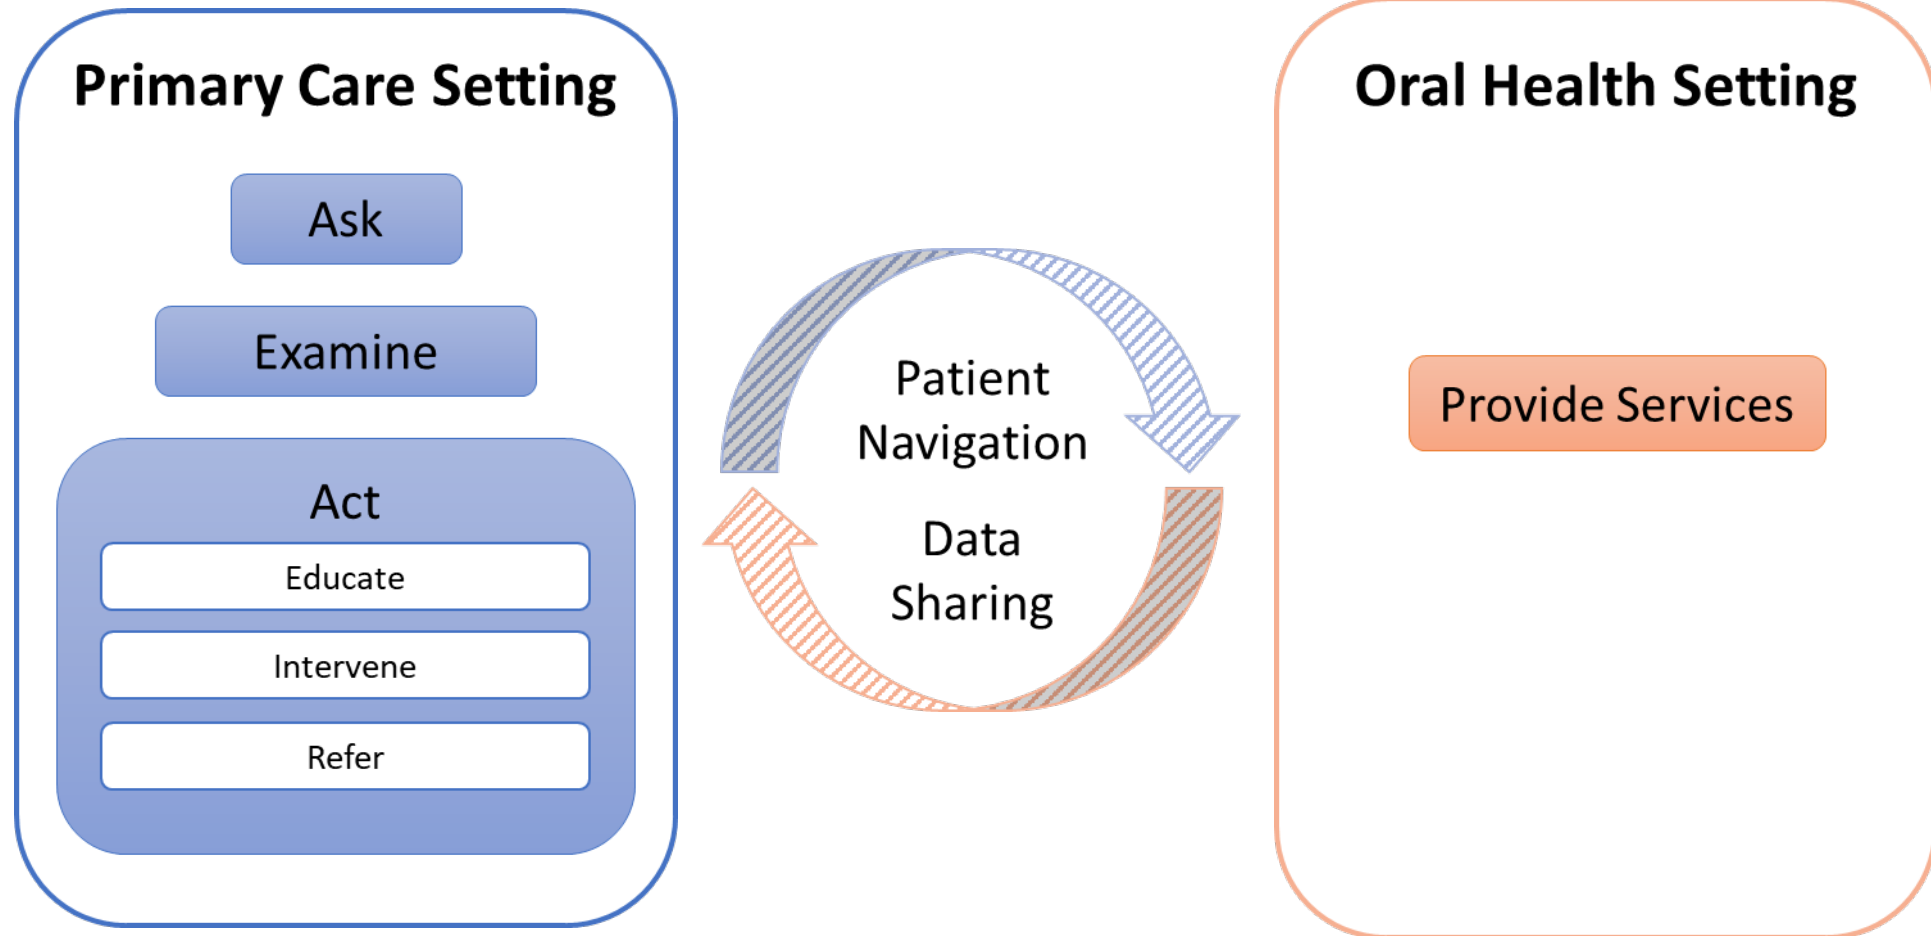 Primary Care Setting
Ask
Examine
Act
Educate
Intervene
Refer
Patient
Navigation
Data
Sharing
Oral Health Setting
Provide Services